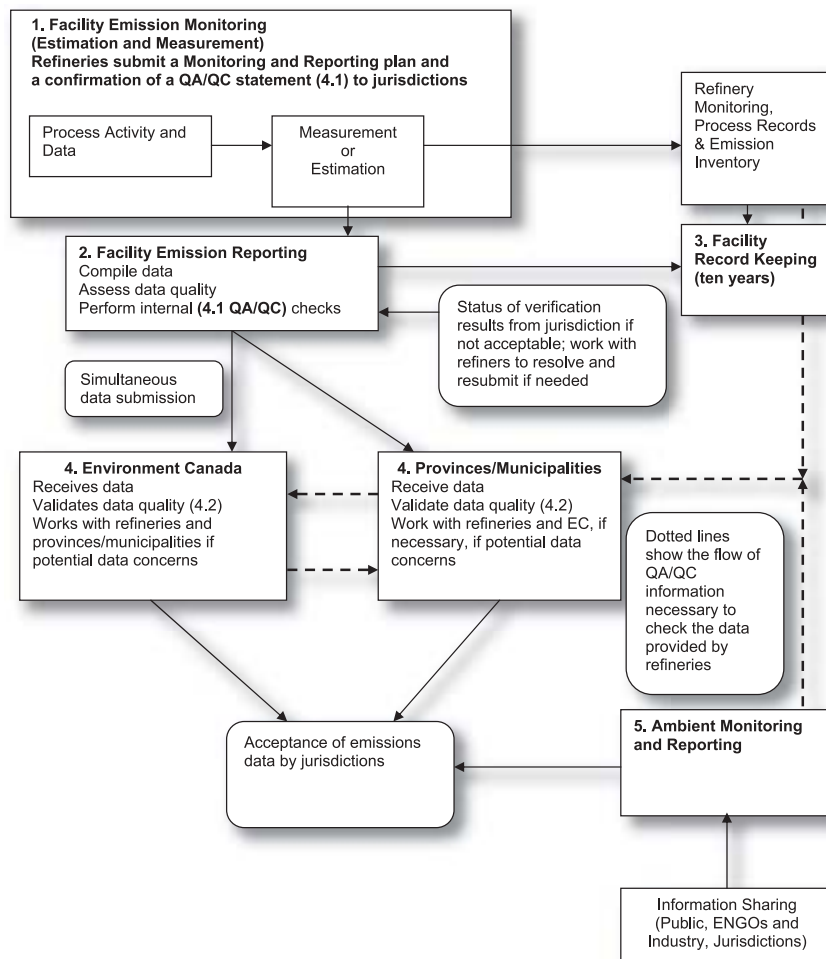 1. Facility Emission Monitoring
(Estimation and Measurement)
Refineries submit a Monitoring and Reporting plan and
a confirmation of a QA/QC statement (4.1) to jurisdictions
Process Activity and
Data
Measurement
or
Estimation
Refinery
Monitoring,
Process Records
& Emission
Inventory
2. Facility Emission Reporting
Compile data
Assess data quality
Perform internal (4.1 QA/QC) checks
3. Facility
Record Keeping
(ten years)
Status of verification
results from jurisdiction if
not acceptable; work with
refiners to resolve and
resubmit if needed
Simultaneous
data submission
4. Environment Canada
Receives data
Validates data quality (4.2)
Works with refineries and
provinces/municipalities if
potential data concerns
4. Provinces/Municipalities
Receive data
Validate data quality (4.2)
Work with refineries and EC, if
necessary, if potential data
concerns
Dotted lines
show the flow of
QA/QC
information
necessary to
check the data
provided by
refineries
Acceptance of emissions
data by jurisdictions
5. Ambient Monitoring
and Reporting
Information Sharing
(Public, ENGOs and
Industry, Jurisdictions)